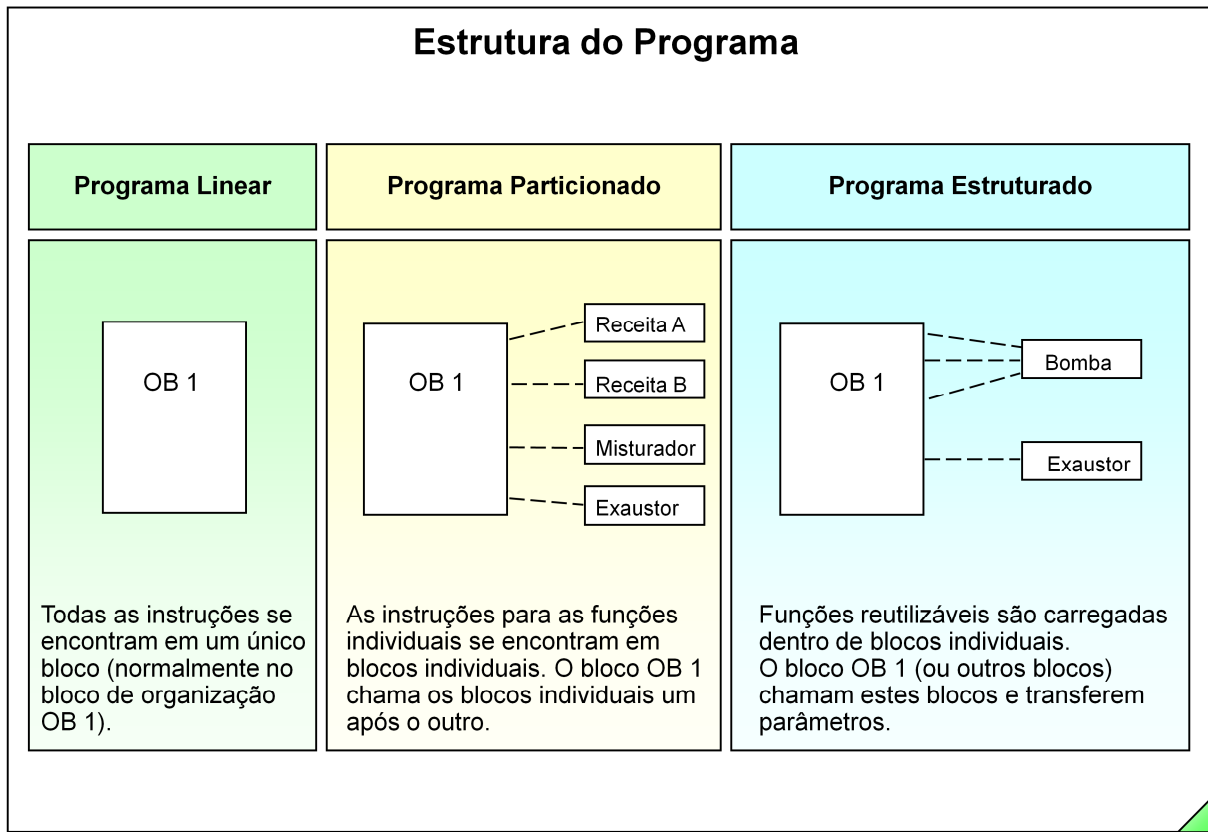 Estrutura do Programa
Programa Linear
Programa Particionado
Programa Estruturado
OB 1
Todas as instruções se
encontram em um único
bloco (normalmente no
bloco de organização
OB 1).
OB 1
Receita A
Receita B
Misturador
Exaustor
As instruções para as funções
individuais se encontram em
blocos individuais. O bloco OB 1
chama os blocos individuais um
após o outro.
OB 1
Bomba
Exaustor
Funções reutilizáveis são carregadas
dentro de blocos individuais.
O bloco OB 1 (ou outros blocos)
chamam estes blocos e transferem
parâmetros.